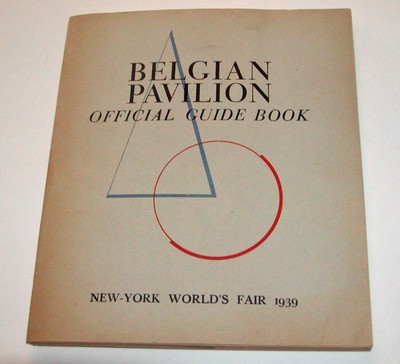 BELGIAN
PAVILION
OFFICIAL GUIDE BOOK
NEW-YORK WORLD'S FAIR 1939